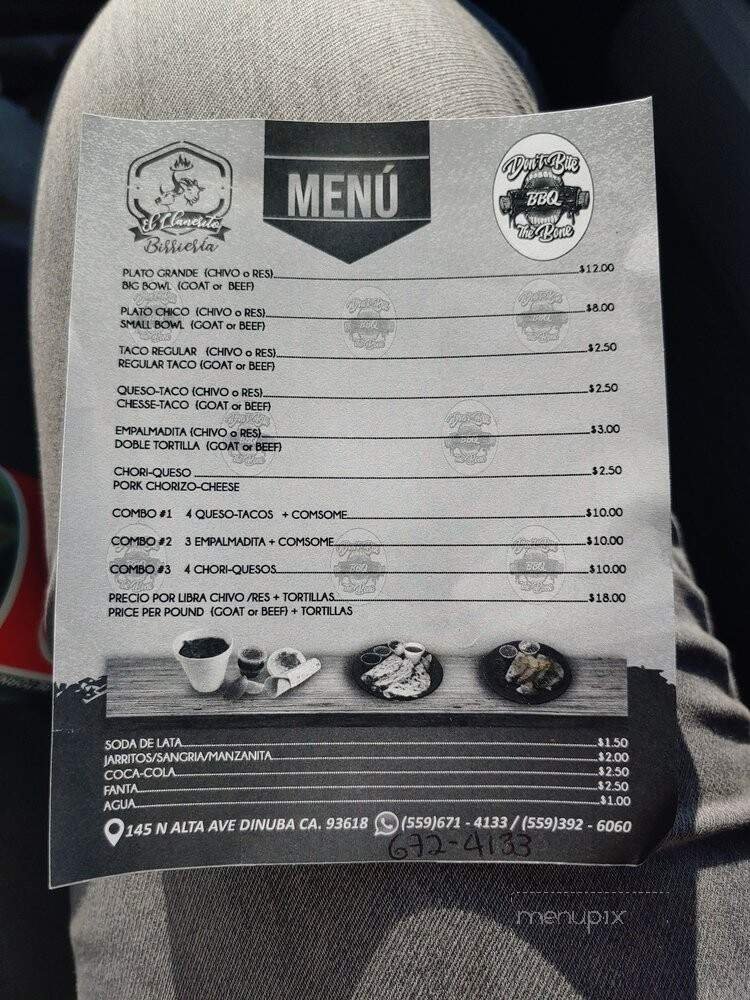 El Llanerito
Birrieria
MENÚ
Don't Bite
BBQ
The Bone
PLATO GRANDE (CHIVO o RES) $12.00
BIG BOWL (GOAT or BEEF)
PLATO CHICO (CHIVO o RES) $8.00
SMALL BOWL (GOAT or BEEF)
TACO REGULAR (CHIVO o RES) $2.50
REGULAR TACO (GOAT or BEEF)
QUESO-TACO (CHIVO o RES) $2.50
CHESSE-TACO (GOAT or BEEF)
EMPALMADITA (CHIVO o RES) $3.00
DOBLE TORTILLA (GOAT or BEEF)
CHORI-QUESO $2.50
PORK CHORIZO-CHEESE
COMBO #1 4 QUESO-TACOS + COMSOME $10.00
COMBO #2 3 EMPALMADITA + COMSOME $10.00
COMBO #3 4 CHORI-QUESOS $10.00
PRECIO POR LIBRA CHIVO /RES + TORTILLAS $18.00
PRICE PER POUND (GOAT or BEEF) + TORTILLAS
SODA DE LATA $1.50
JARRITOS/SANGRIA/MANZANITA $2.00
COCA-COLA $2.50
FANTA $2.50
AGUA $1.00
145 N ALTA AVE DINUBA CA. 93618 (559)671 - 4133 / (559)392 - 6060
672-4133
menupix